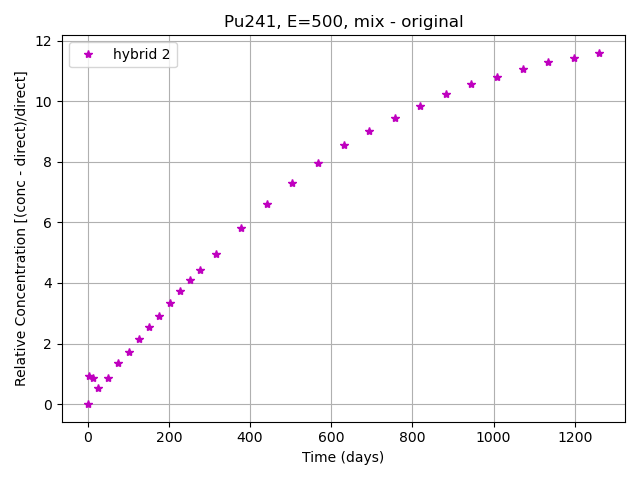 Pu241, E=500, mix - original
hybrid 2
Relative Concentration [(conc - direct)/direct]
12
10
8
6
4
2
0
0 200 400 600 800 1000 1200
Time (days)